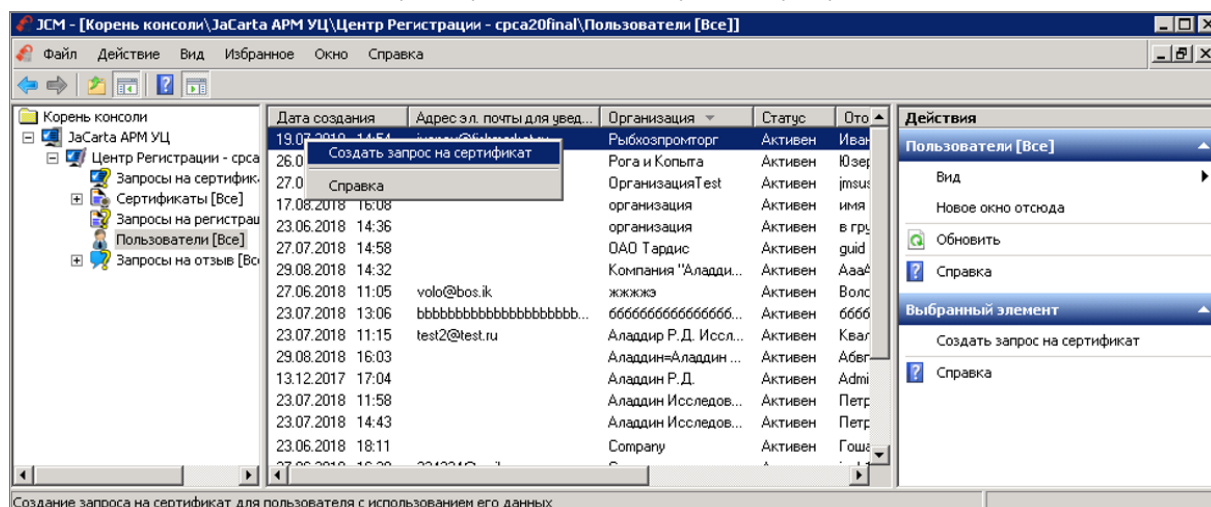 JCM - [Корень консоли\JaCarta АРМ УЦ\Центр Регистрации - cpca20final\Пользователи [Все]]
Файл Действие Вид Избранное Окно Справка
Корень консоли
JaCarta АРМ УЦ
Центр Регистрации - cpca
Запросы на сертифик
Сертификаты [Все]
Запросы на регистрац
Пользователи [Все]
Запросы на отзыв [Вс
Дата создания Адрес эл. почты для увед... Организация Статус Ото
19.07.2019 14:54 Рыбхозпромторг Активен Иван
26.0 Рога и Копыта Активен Юзер
27.0 ОрганизацияTest Активен jmsus
17.08.2018 16:08 организация Активен имя
23.06.2018 14:36 организация Активен в гру
27.07.2018 14:58 ОАО Тардис Активен guid
29.08.2018 14:32 Компания "Аладди... Активен АааА
27.06.2018 11:05 volo@bos.ik жжжжэ Активен Воло
23.07.2018 13:06 bbbbbbbbbbbbbbbbbbbbb... Активен
23.07.2018 11:15 test2@test.ru Аладдир Р.Д. Иссл... Активен Квал
29.08.2018 16:03 Аладдин=Аладдин ... Активен Абвг
13.12.2017 17:04 Аладдин Р.Д. Активен Admi
23.07.2018 11:58 Аладдин Исследов... Активен Петр
23.07.2018 14:43 Аладдин Исследов... Активен Петр
23.06.2018 18:11 Company Активен Гоша
Создать запрос на сертификат
Справка
Действия
Пользователи [Все]
Вид
Новое окно отсюда
Обновить
Справка
Выбранный элемент
Создать запрос на сертификат
Справка
Создание запроса на сертификат для пользователя с использованием его данных